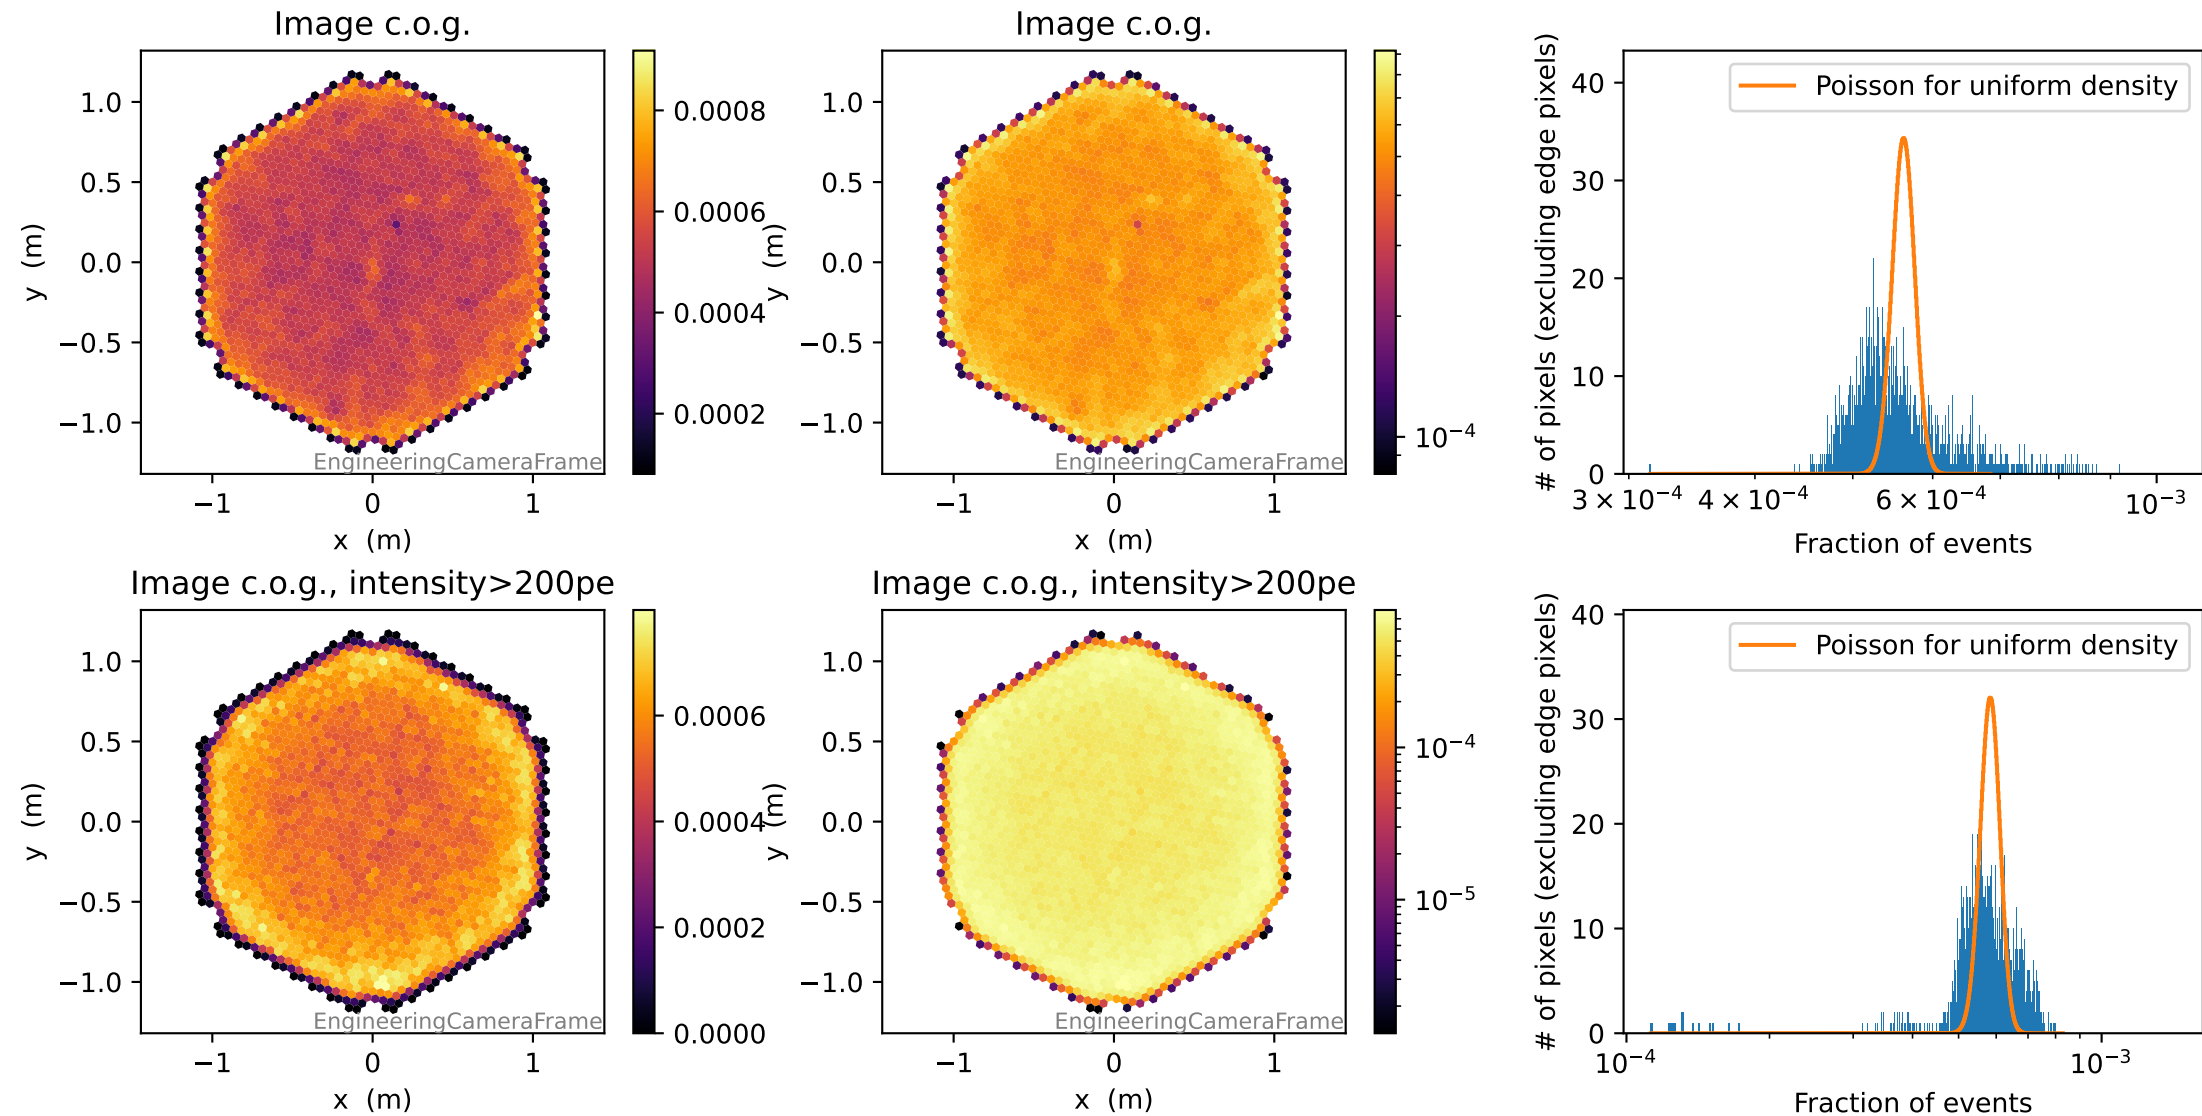 Image c.o.g.
1.0
0.5
0.0
−0.5
−1.0
y (m)
−1
0
1
x (m)
EngineeringCameraFrame
0.0008
0.0006
0.0004
0.0002
Image c.o.g.
1.0
0.5
0.0
−0.5
−1.0
y (m)
−1
0
1
x (m)
EngineeringCameraFrame
10⁻⁴
# of pixels (excluding edge pixels)
40
30
20
10
0
Poisson for uniform density
3 × 10⁻⁴
4 × 10⁻⁴
6 × 10⁻⁴
10⁻³
Fraction of events
Image c.o.g., intensity>200pe
1.0
0.5
0.0
−0.5
−1.0
y (m)
−1
0
1
x (m)
EngineeringCameraFrame
0.0006
0.0004
0.0002
0.0000
Image c.o.g., intensity>200pe
1.0
0.5
0.0
−0.5
−1.0
y (m)
−1
0
1
x (m)
EngineeringCameraFrame
10⁻⁴
10⁻⁵
# of pixels (excluding edge pixels)
40
30
20
10
0
Poisson for uniform density
10⁻⁴
10⁻³
Fraction of events